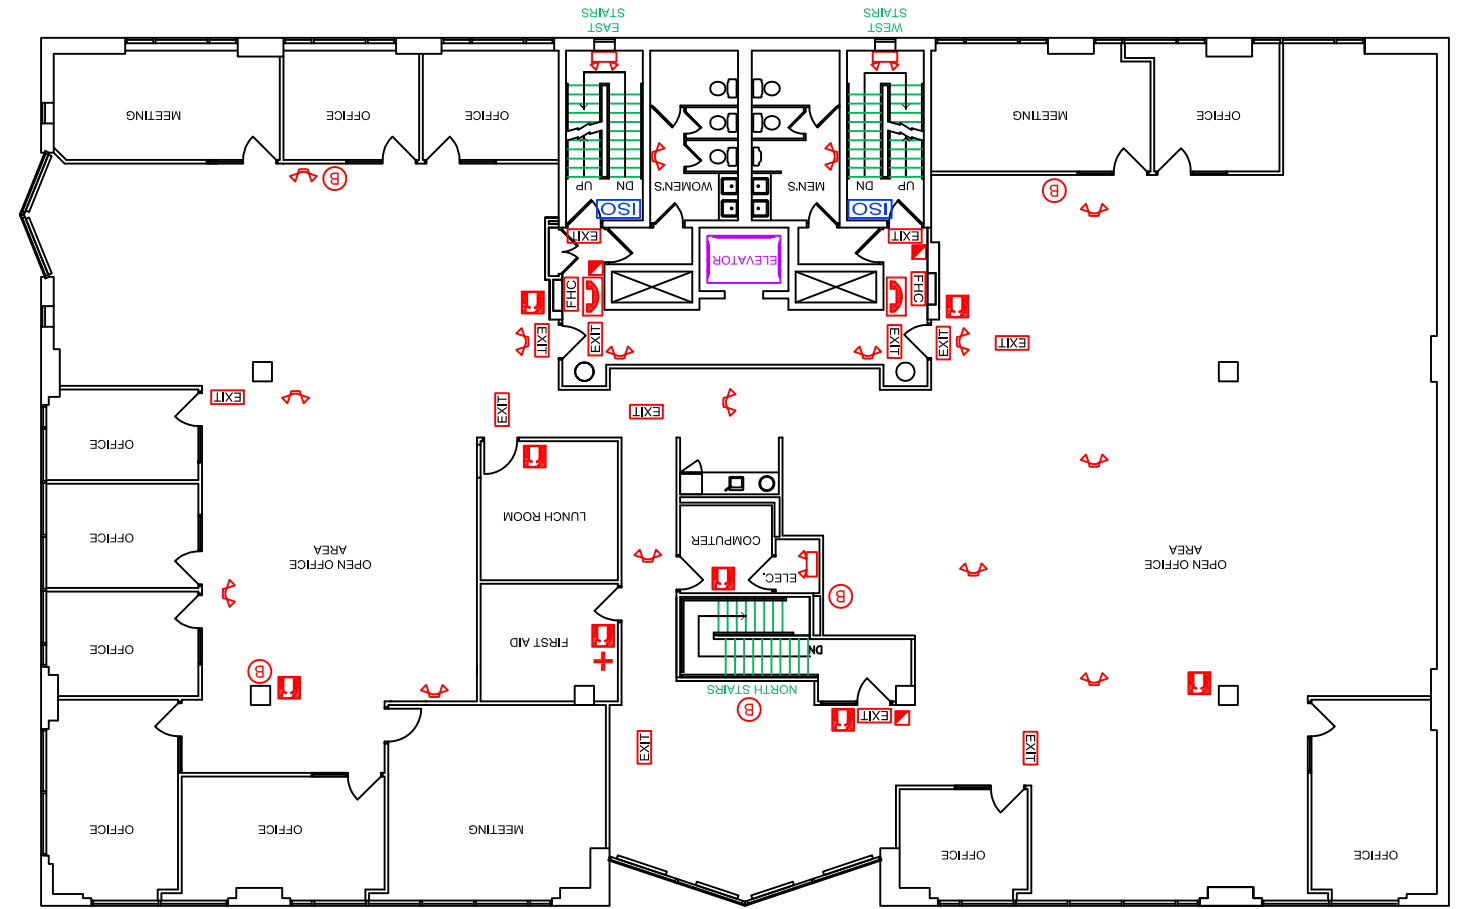 EAST
STAIRS
WEST
STAIRS
MEETING
OFFICE
OFFICE
MEETING
OFFICE
B
UP
DN
WOMEN'S
MEN'S
DN
UP
B
ISO
ISO
EXIT
EXIT
ELEVATOR
FHC
FHC
EXIT
EXIT
EXIT
EXIT
EXIT
EXIT
EXIT
EXIT
OFFICE
LUNCH ROOM
OFFICE
COMPUTER
OPEN OFFICE
AREA
OPEN OFFICE
AREA
ELEC.
B
OFFICE
FIRST AID
DN
B
NORTH STAIRS
B
EXIT
EXIT
EXIT
OFFICE
OFFICE
MEETING
OFFICE
OFFICE